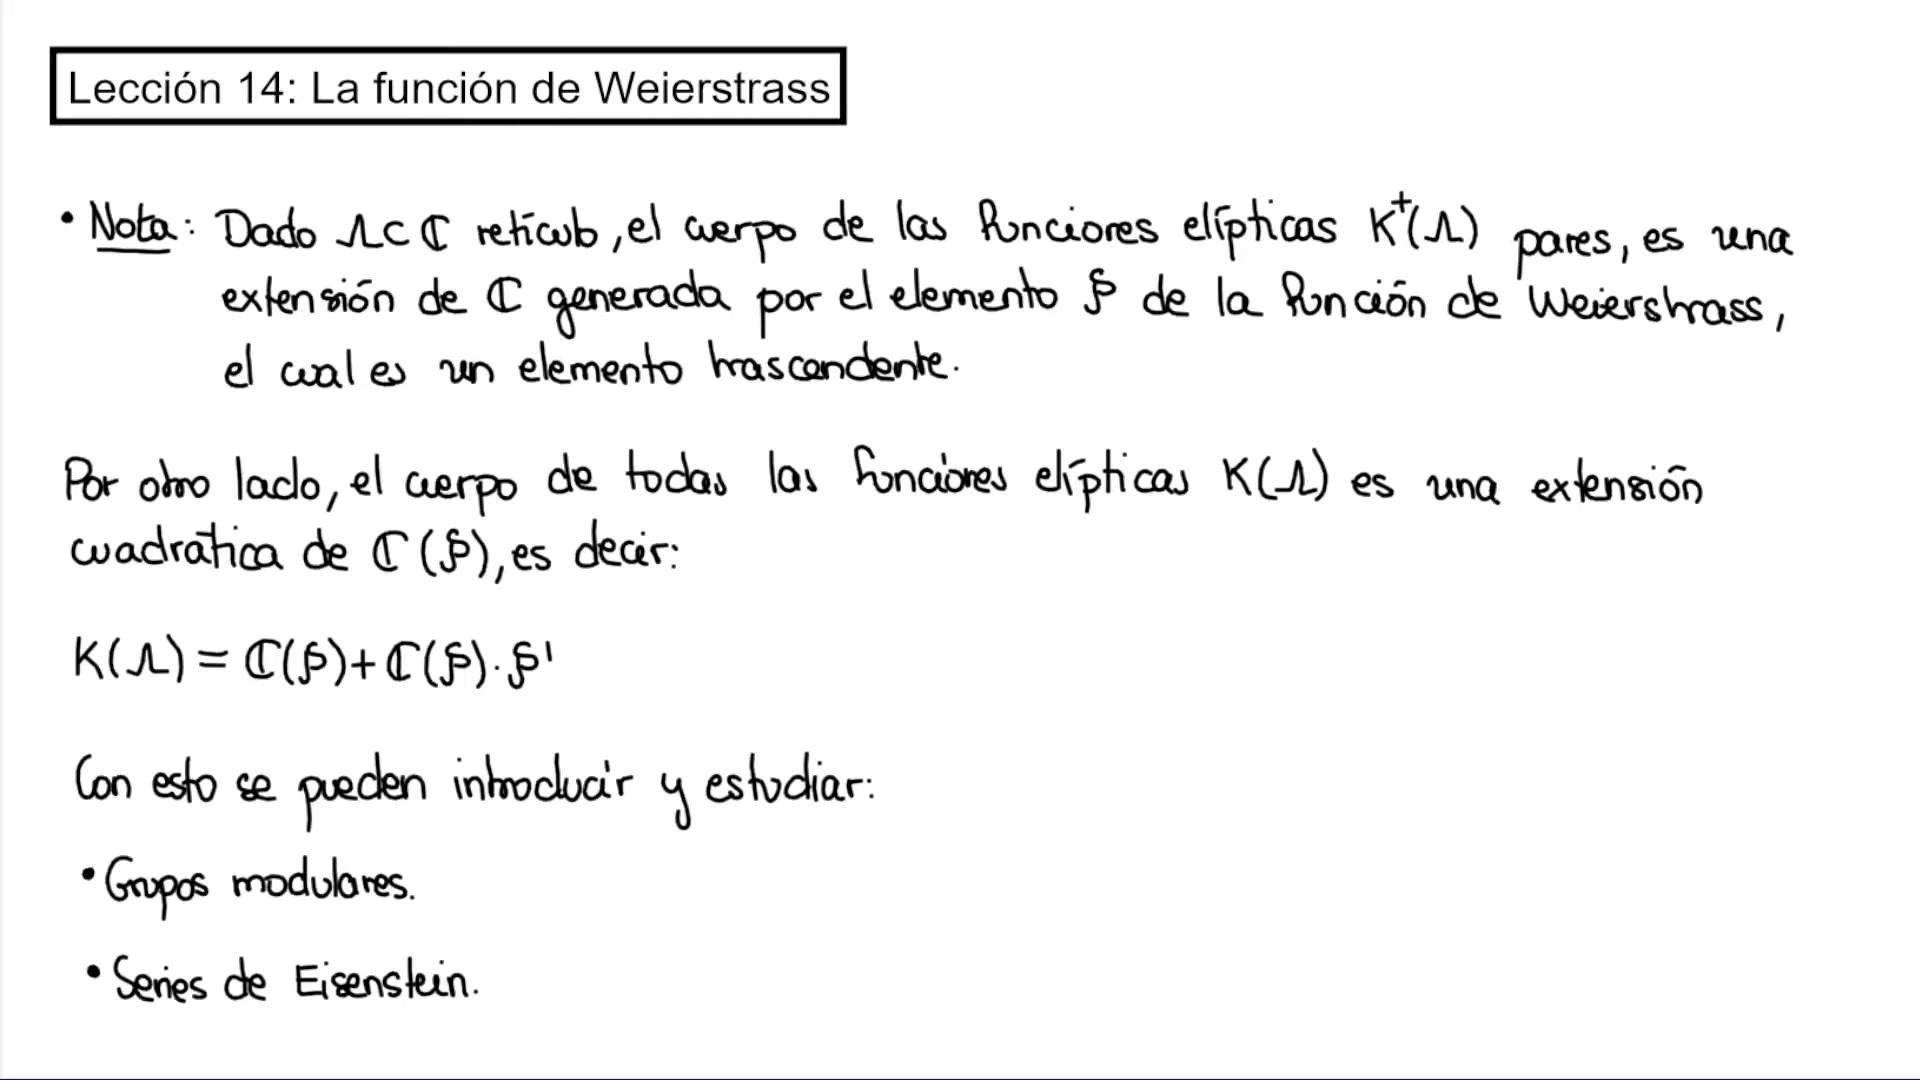 Lección 14: La función de Weierstrass
• Nota: Dado Λ⊂ℂ retículo, el cuerpo de las funciones elípticas K⁺(Λ) pares, es una
extensión de ℂ generada por el elemento ℘ de la función de Weierstrass,
el cual es un elemento trascendente.
Por otro lado, el cuerpo de todas las funciones elípticas K(Λ) es una extensión
cuadrática de ℂ(℘), es decir:
K(Λ) = ℂ(℘)+ℂ(℘)·℘'
Con esto se pueden introducir y estudiar:
• Grupos modulares.
• Series de Eisenstein.